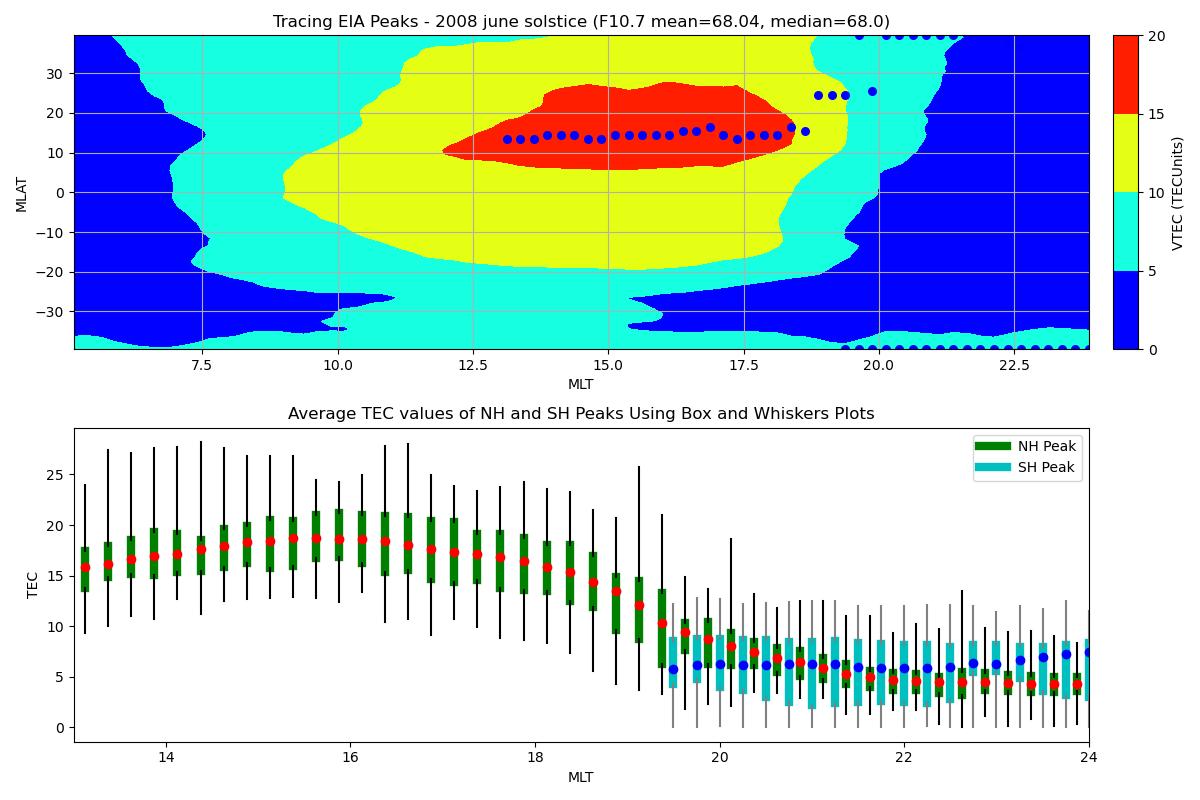 Tracing EIA Peaks - 2008 june solstice (F10.7 mean=68.04, median=68.0)
MLAT
30
20
10
0
−10
−20
−30
7.5 10.0 12.5 15.0 17.5 20.0 22.5
MLT
20
15
10
5
0
VTEC (TECUnits)
Average TEC values of NH and SH Peaks Using Box and Whiskers Plots
TEC
25
20
15
10
5
0
NH Peak
SH Peak
14 16 18 20 22 24
MLT